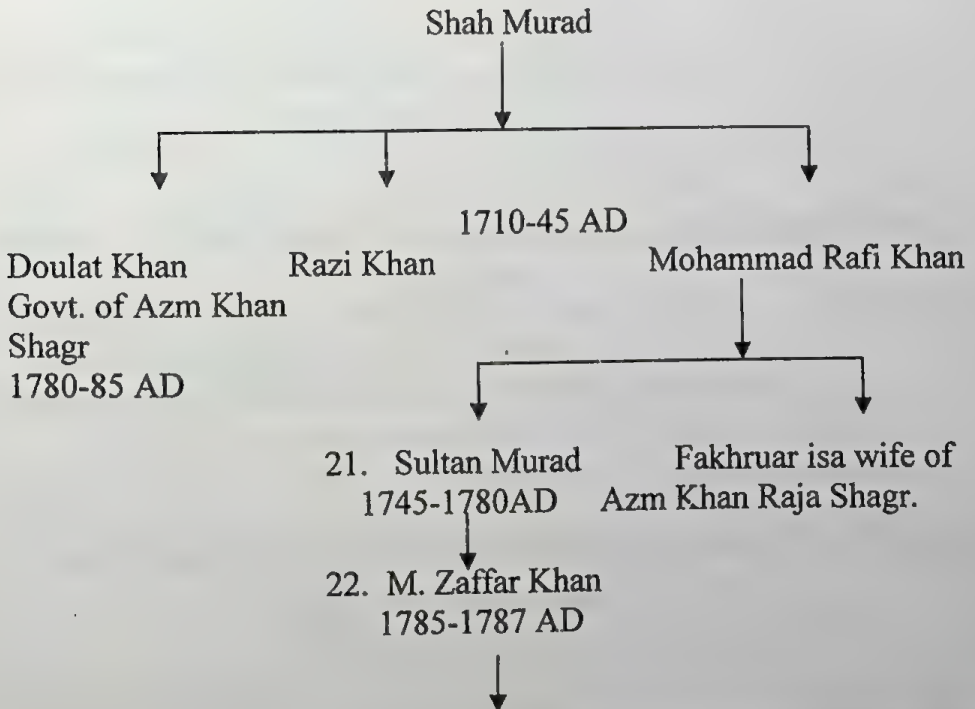 Shah Murad
1710-45 AD
Doulat Khan
Govt. of Azm Khan
Shagr
1780-85 AD
Razi Khan
Mohammad Rafi Khan
21. Sultan Murad
1745-1780AD
Fakhruar isa wife of
Azm Khan Raja Shagr.
22. M. Zaffar Khan
1785-1787 AD